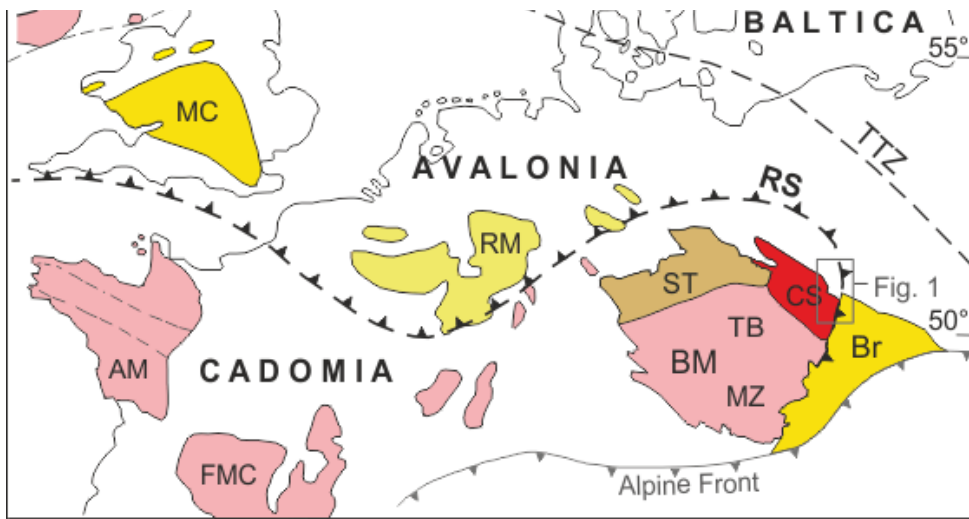 BALTICA
55°
MC
TTZ
AVALONIA
RS
RM
ST
CS
Fig. 1
50°
TB
Br
AM
CADOMIA
BM
MZ
FMC
Alpine Front